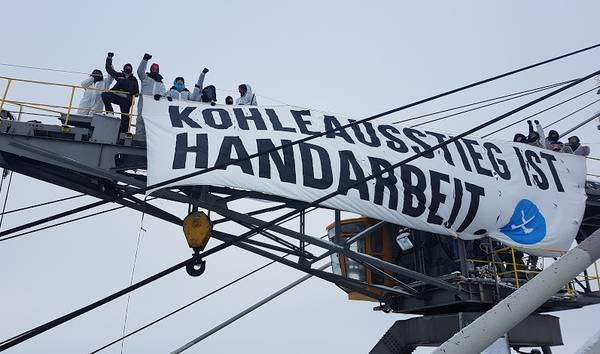 KOHLEAUSSTIEG IST
HANDARBEIT.